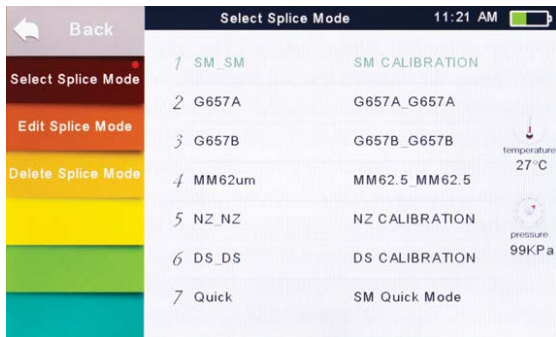 Back
Select Splice Mode
11:21 AM
Select Splice Mode
Edit Splice Mode
Delete Splice Mode
1 SM_SM SM CALIBRATION
2 G657A G657A_G657A
3 G657B G657B_G657B
4 MM62um MM62.5_MM62.5
5 NZ_NZ NZ CALIBRATION
6 DS_DS DS CALIBRATION
7 Quick SM Quick Mode
temperature
27°C
pressure
99KPa